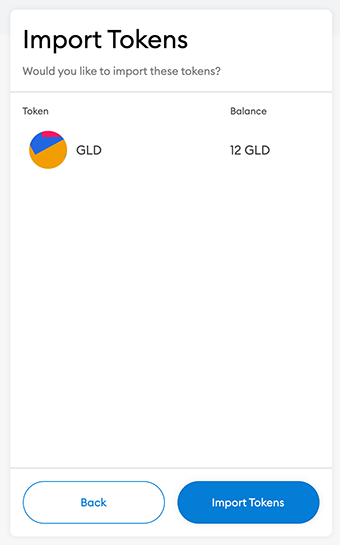 Import Tokens
Would you like to import these tokens?
Token Balance
GLD 12 GLD
Back Import Tokens